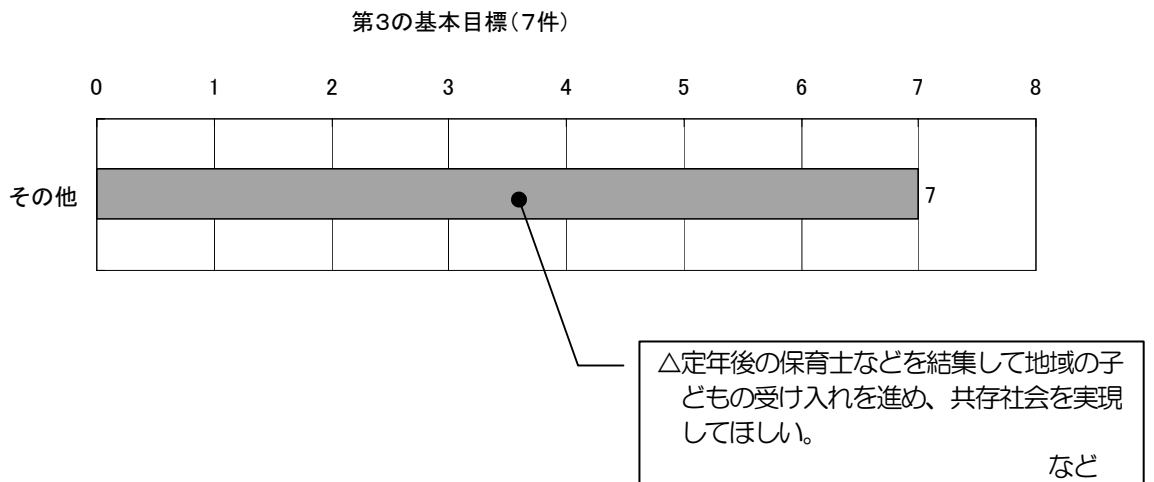 第3の基本目標(7件)
0 1 2 3 4 5 6 7 8
その他
7
△定年後の保育士などを結集して地域の子
どもの受け入れを進め、共存社会を実現
してほしい。
など